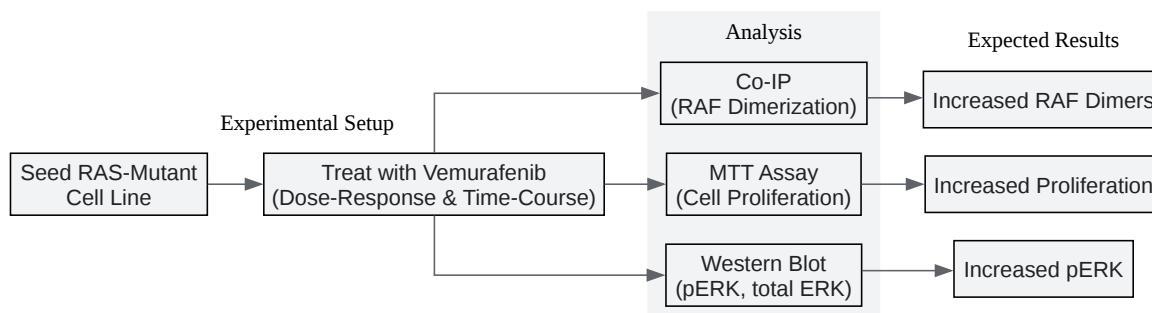 Analysis
Expected Results
Co-IP
(RAF Dimerization)
Increased RAF Dimers
Experimental Setup
Seed RAS-Mutant
Cell Line
Treat with Vemurafenib
(Dose-Response & Time-Course)
MTT Assay
(Cell Proliferation)
Increased Proliferation
Western Blot
(pERK, total ERK)
Increased pERK